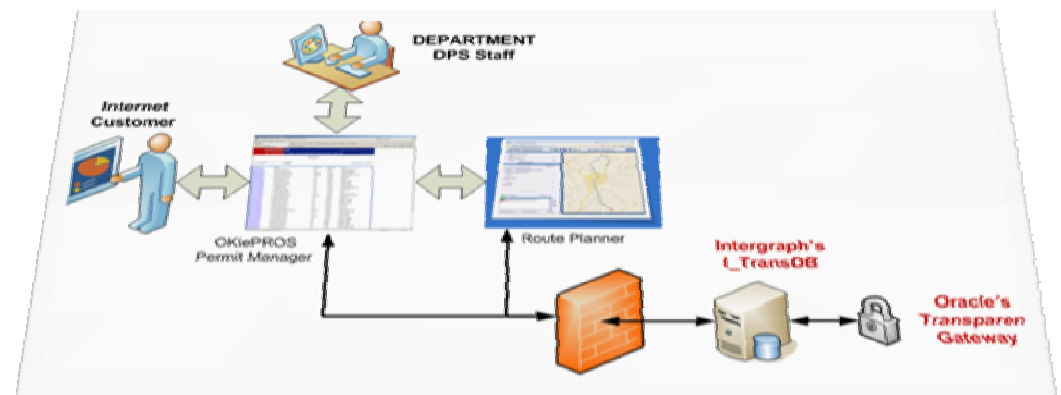 DEPARTMENT
DPS Staff
Internet
Customer
OKiePROS
Permit Manager
Route Planner
Intergraph's
I_TransDB
Oracle's
Transparen
Gateway